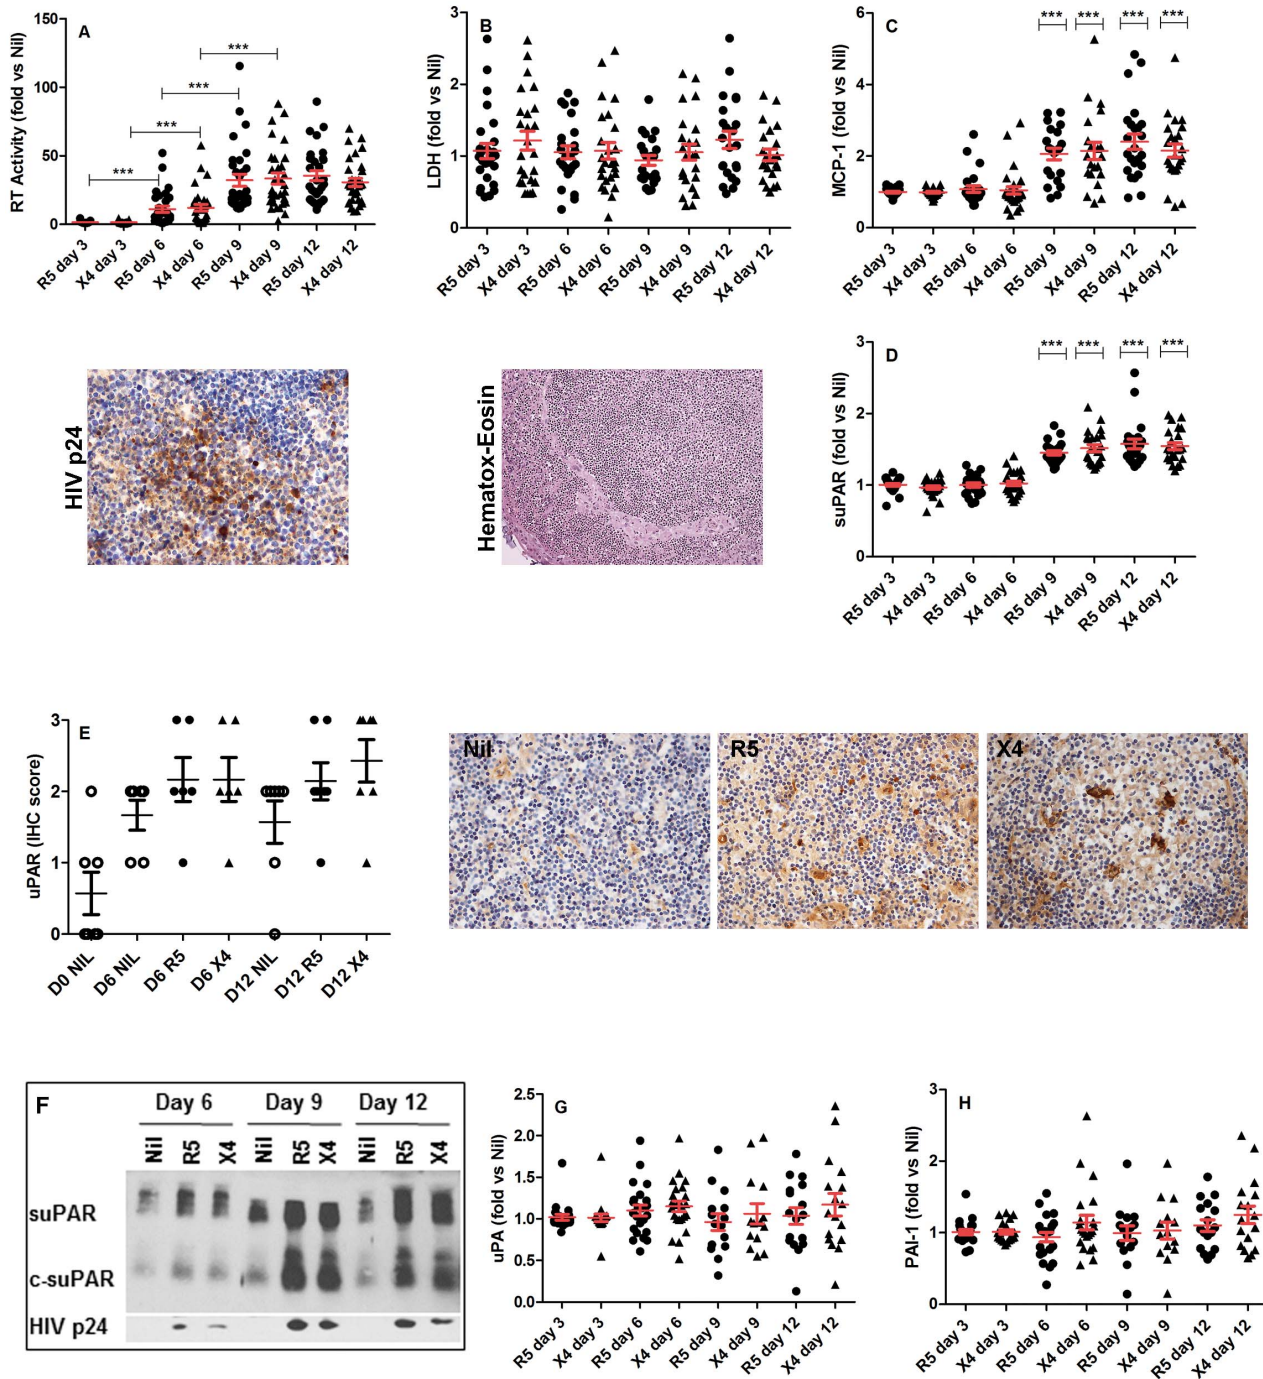 A
RT Activity (fold vs Nil)
150
100
50
0
***
***
***
***
R5 day 3
X4 day 3
R5 day 6
X4 day 6
R5 day 9
X4 day 9
R5 day 12
X4 day 12
B
LDH (fold vs Nil)
3
2
1
0
R5 day 3
X4 day 3
R5 day 6
X4 day 6
R5 day 9
X4 day 9
R5 day 12
X4 day 12
C
MCP-1 (fold vs Nil)
6
4
2
0
*** *** *** ***
R5 day 3
X4 day 3
R5 day 6
X4 day 6
R5 day 9
X4 day 9
R5 day 12
X4 day 12
HIV p24
Hematox-Eosin
D
suPAR (fold vs Nil)
3
2
1
0
*** *** *** ***
R5 day 3
X4 day 3
R5 day 6
X4 day 6
R5 day 9
X4 day 9
R5 day 12
X4 day 12
E
uPAR (IHC score)
3
2
1
0
D0 NIL
D6 NIL
D6 R5
D6 X4
D12 NIL
D12 R5
D12 X4
Nil
R5
X4
F
Day 6 Day 9 Day 12
Nil R5 X4 Nil R5 X4 Nil R5 X4
suPAR
c-suPAR
HIV p24
G
uPA (fold vs Nil)
2.5
2.0
1.5
1.0
0.5
0.0
R5 day 3
X4 day 3
R5 day 6
X4 day 6
R5 day 9
X4 day 9
R5 day 12
X4 day 12
H
PAI-1 (fold vs Nil)
3
2
1
0
R5 day 3
X4 day 3
R5 day 6
X4 day 6
R5 day 9
X4 day 9
R5 day 12
X4 day 12